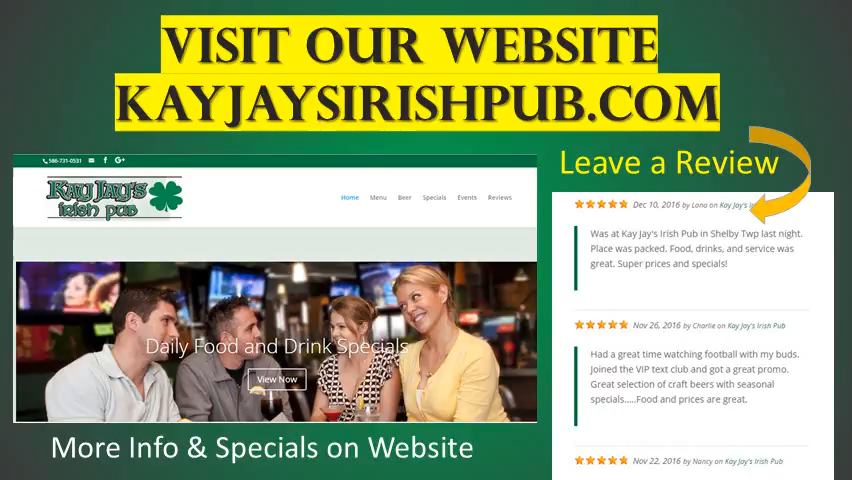 VISIT OUR WEBSITE
KAYJAYSIRISHPUB.COM
586-731-0531
Kay Jay's
irish pub
Home Menu Beer Specials Events Reviews
Daily Food and Drink Specials
View Now
More Info & Specials on Website
Leave a Review
Dec 10, 2016 by Lana on Kay Jay's
Was at Kay Jay's Irish Pub in Shelby Twp last night.
Place was packed. Food, drinks, and service was
great. Super prices and specials!
Nov 26, 2016 by Charlie on Kay Jay's Irish Pub
Had a great time watching football with my buds.
Joined the VIP text club and got a great promo.
Great selection of craft beers with seasonal
specials.....Food and prices are great.
Nov 22, 2016 by Nancy on Kay Jay's Irish Pub